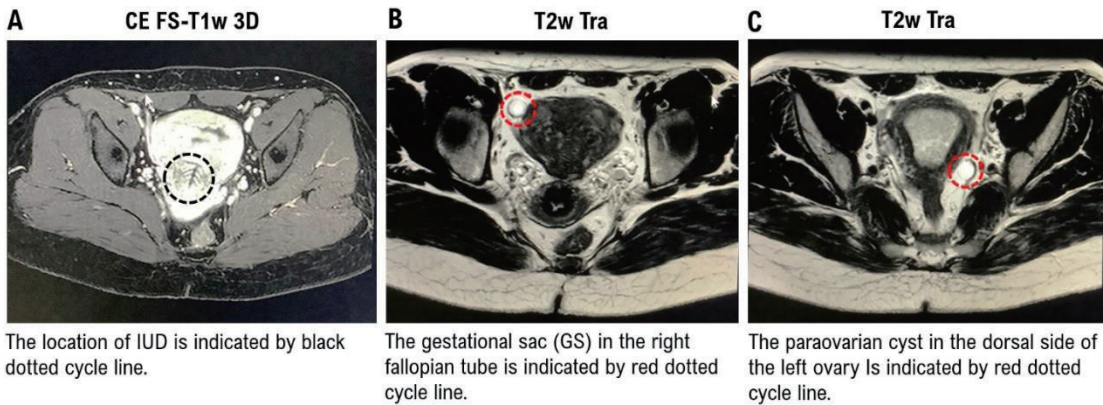 A
CE FS-T1w 3D
The location of IUD is indicated by black
dotted cycle line.
B
T2w Tra
The gestational sac (GS) in the right
fallopian tube is indicated by red dotted
cycle line.
C
T2w Tra
The paraovarian cyst in the dorsal side of
the left ovary Is indicated by red dotted
cycle line.